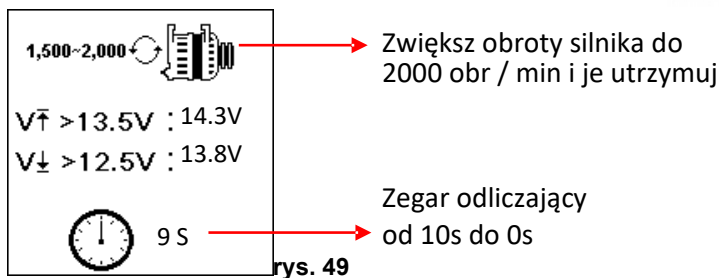 1,500~2,000
Zwiększ obroty silnika do
2000 obr / min i je utrzymuj
V↑ >13.5V : 14.3V
V↓ >12.5V : 13.8V
9 S
Zegar odliczający
od 10s do 0s
rys. 49